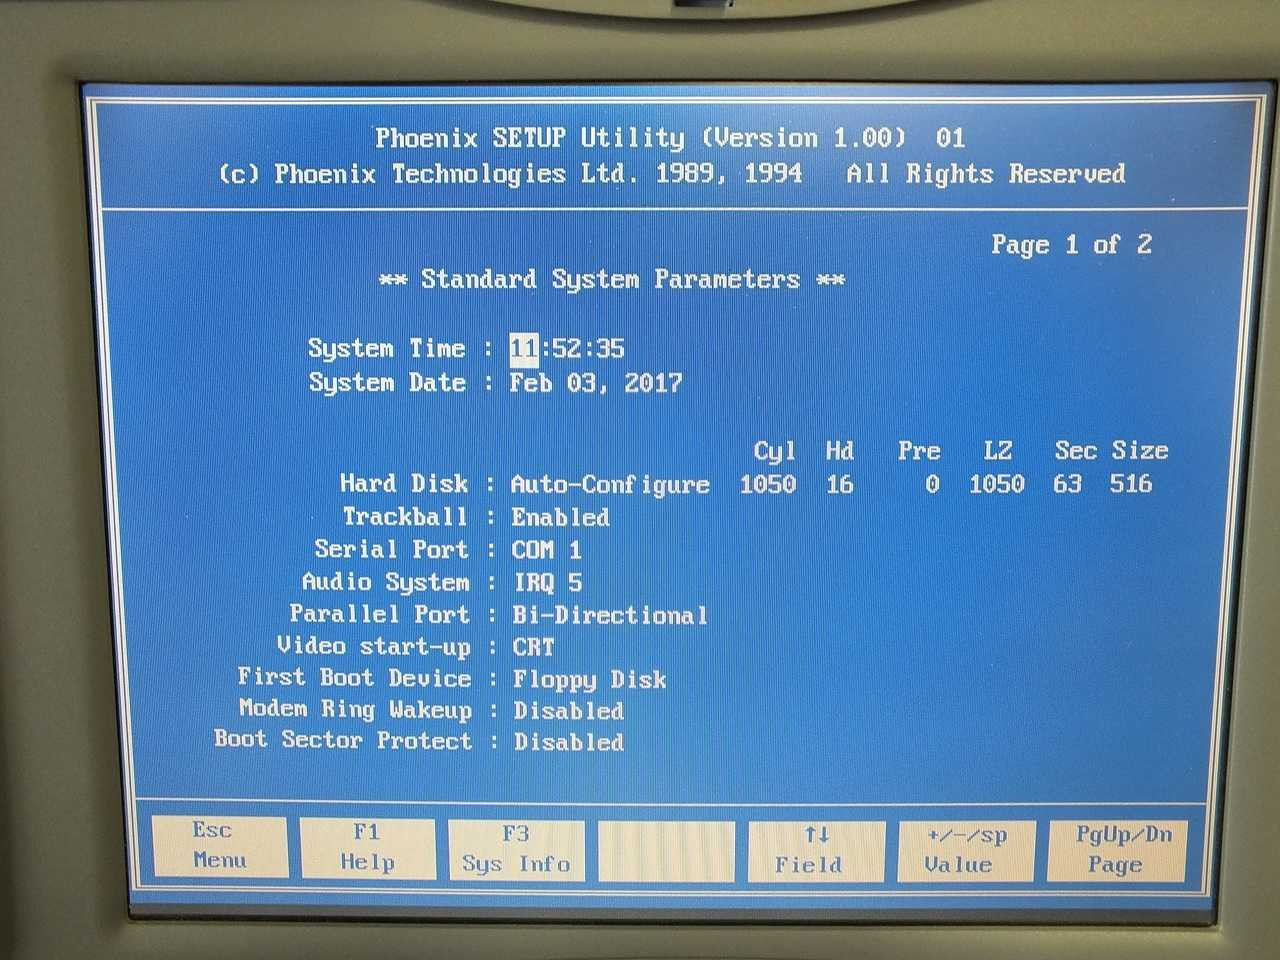 Phoenix SETUP Utility (Version 1.00) 01
(c) Phoenix Technologies Ltd. 1989, 1994 All Rights Reserved
Page 1 of 2
** Standard System Parameters **
System Time : 11:52:35
System Date : Feb 03, 2017
Cyl Hd Pre LZ Sec Size
Hard Disk : Auto-Configure 1050 16 0 1050 63 516
Trackball : Enabled
Serial Port : COM 1
Audio System : IRQ 5
Parallel Port : Bi-Directional
Video start-up : CRT
First Boot Device : Floppy Disk
Modem Ring Wakeup : Disabled
Boot Sector Protect : Disabled
Esc F1 F3 ↑↓ +/-/sp PgUp/Dn
Menu Help Sys Info Field Value Page